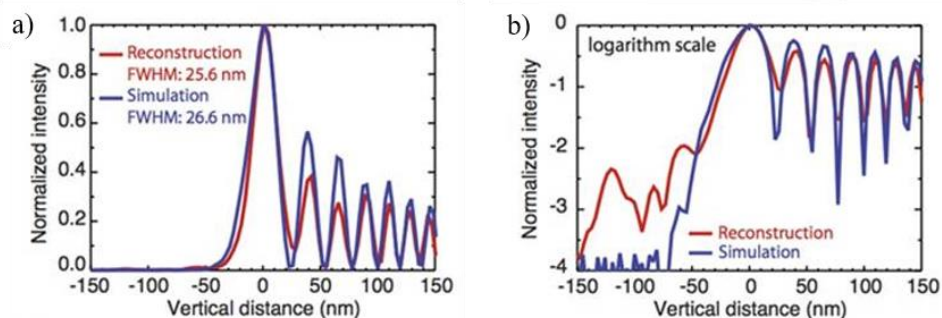 a)
Normalized intensity
1.0
0.8
0.6
0.4
0.2
0.0
Reconstruction
FWHM: 25.6 nm
Simulation
FWHM: 26.6 nm
-150 -100 -50 0 50 100 150
Vertical distance (nm)
b)
Normalized intensity
0
-1
-2
-3
-4
logarithm scale
Reconstruction
Simulation
-150 -100 -50 0 50 100 150
Vertical distance (nm)